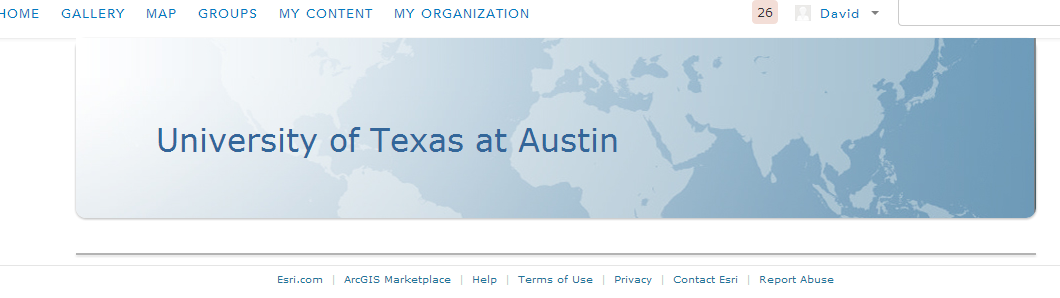 HOME GALLERY MAP GROUPS MY CONTENT MY ORGANIZATION 26 David
University of Texas at Austin
Esri.com | ArcGIS Marketplace | Help | Terms of Use | Privacy | Contact Esri | Report Abuse